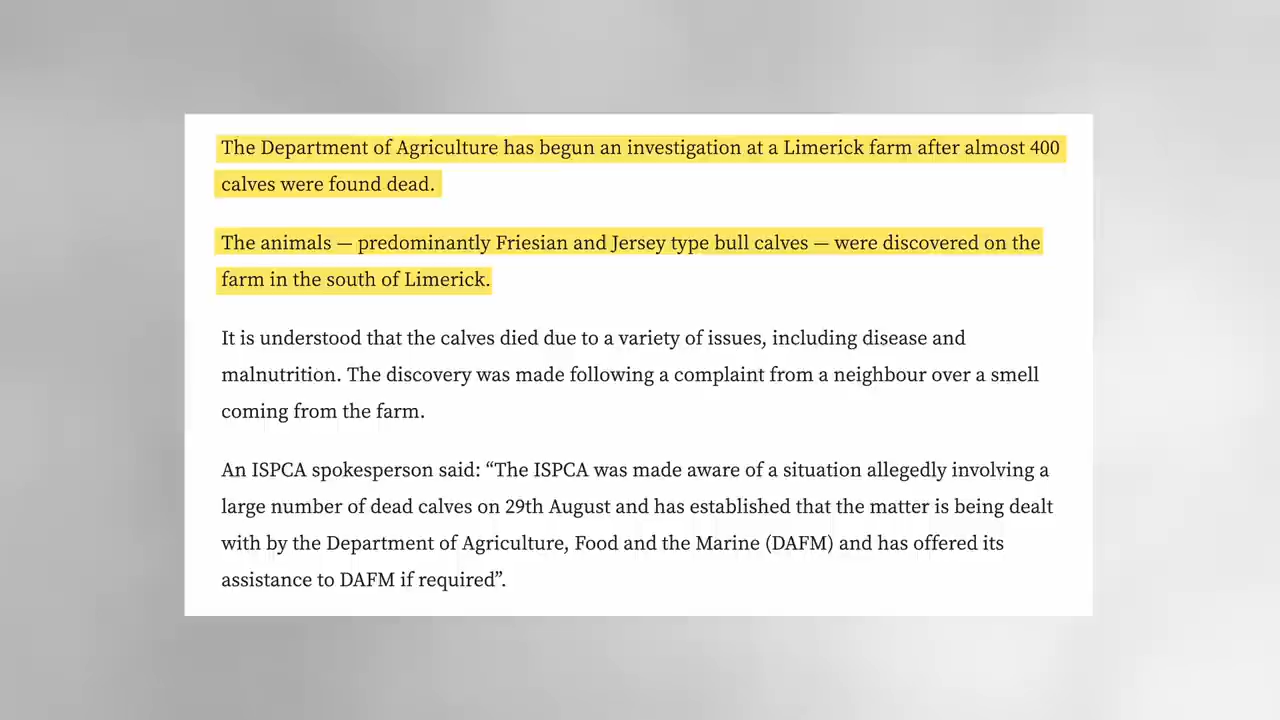 The Department of Agriculture has begun an investigation at a Limerick farm after almost 400
calves were found dead.
The animals — predominantly Friesian and Jersey type bull calves — were discovered on the
farm in the south of Limerick.
It is understood that the calves died due to a variety of issues, including disease and
malnutrition. The discovery was made following a complaint from a neighbour over a smell
coming from the farm.
An ISPCA spokesperson said: “The ISPCA was made aware of a situation allegedly involving a
large number of dead calves on 29th August and has established that the matter is being dealt
with by the Department of Agriculture, Food and the Marine (DAFM) and has offered its
assistance to DAFM if required”.